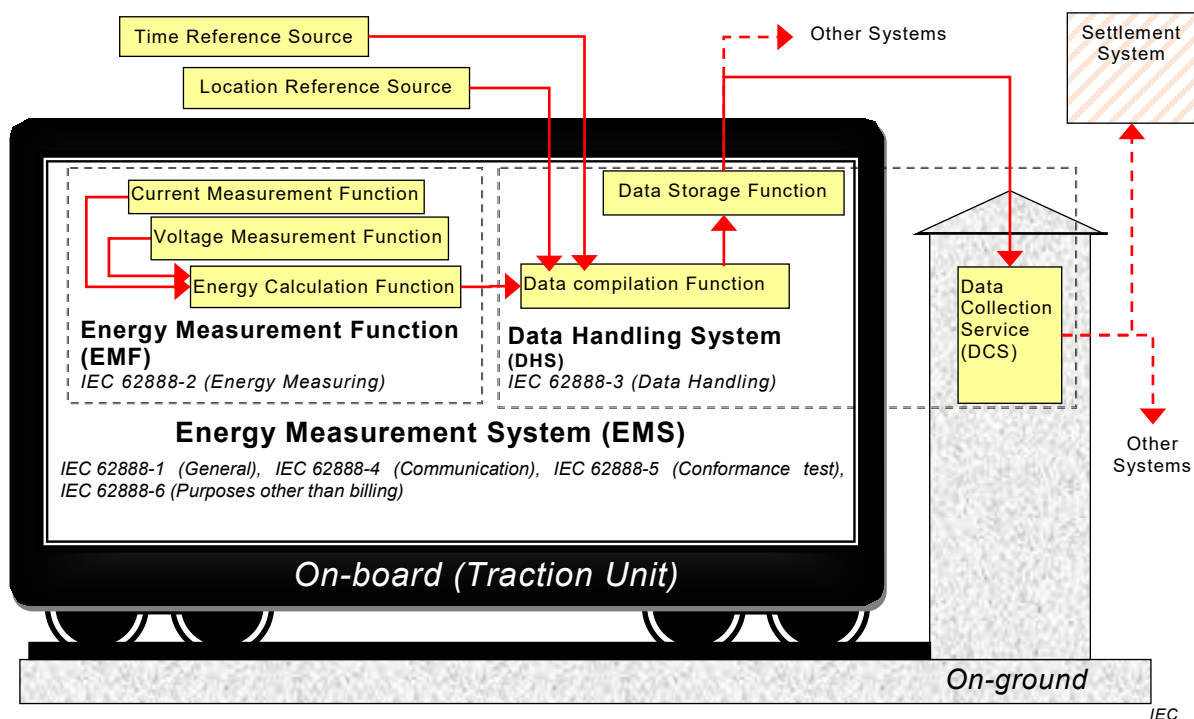 Time Reference Source
Location Reference Source
Other Systems
Settlement
System
Current Measurement Function
Voltage Measurement Function
Energy Calculation Function
Energy Measurement Function
(EMF)
IEC 62888-2 (Energy Measuring)
Data Storage Function
Data compilation Function
Data Handling System
(DHS)
IEC 62888-3 (Data Handling)
Data
Collection
Service
(DCS)
Other
Systems
Energy Measurement System (EMS)
IEC 62888-1 (General), IEC 62888-4 (Communication), IEC 62888-5 (Conformance test),
IEC 62888-6 (Purposes other than billing)
On-board (Traction Unit)
On-ground
IEC